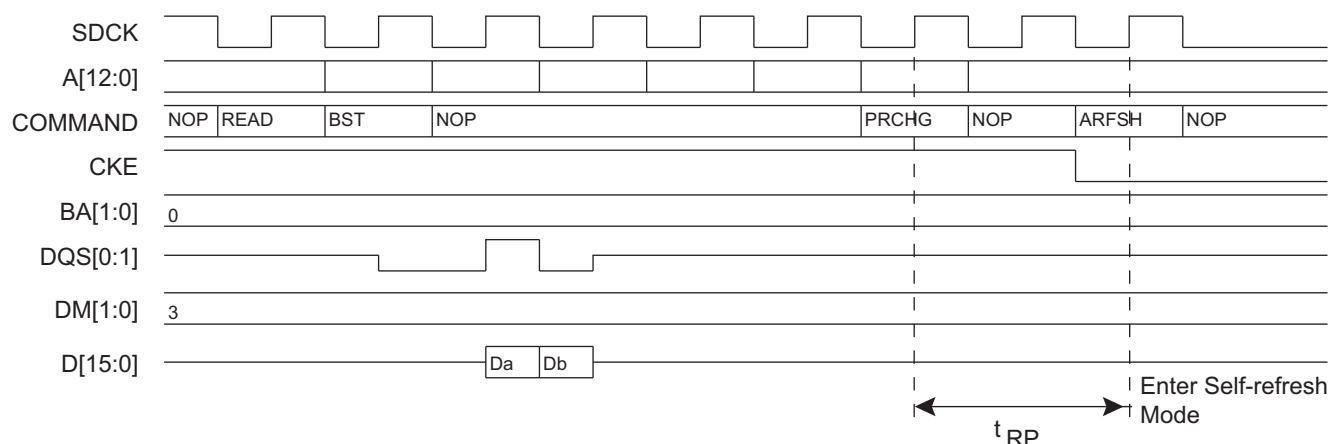 SDCK
A[12:0]
COMMAND NOP READ BST NOP PRCHG NOP ARFSH NOP
CKE
BA[1:0] 0
DQS[0:1]
DM[1:0] 3
D[15:0] Da Db
Enter Self-refresh
Mode
t RP